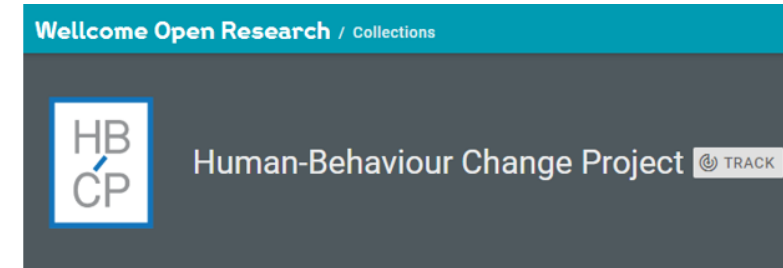 Wellcome Open Research / Collections
HB
CP
Human-Behaviour Change Project TRACK